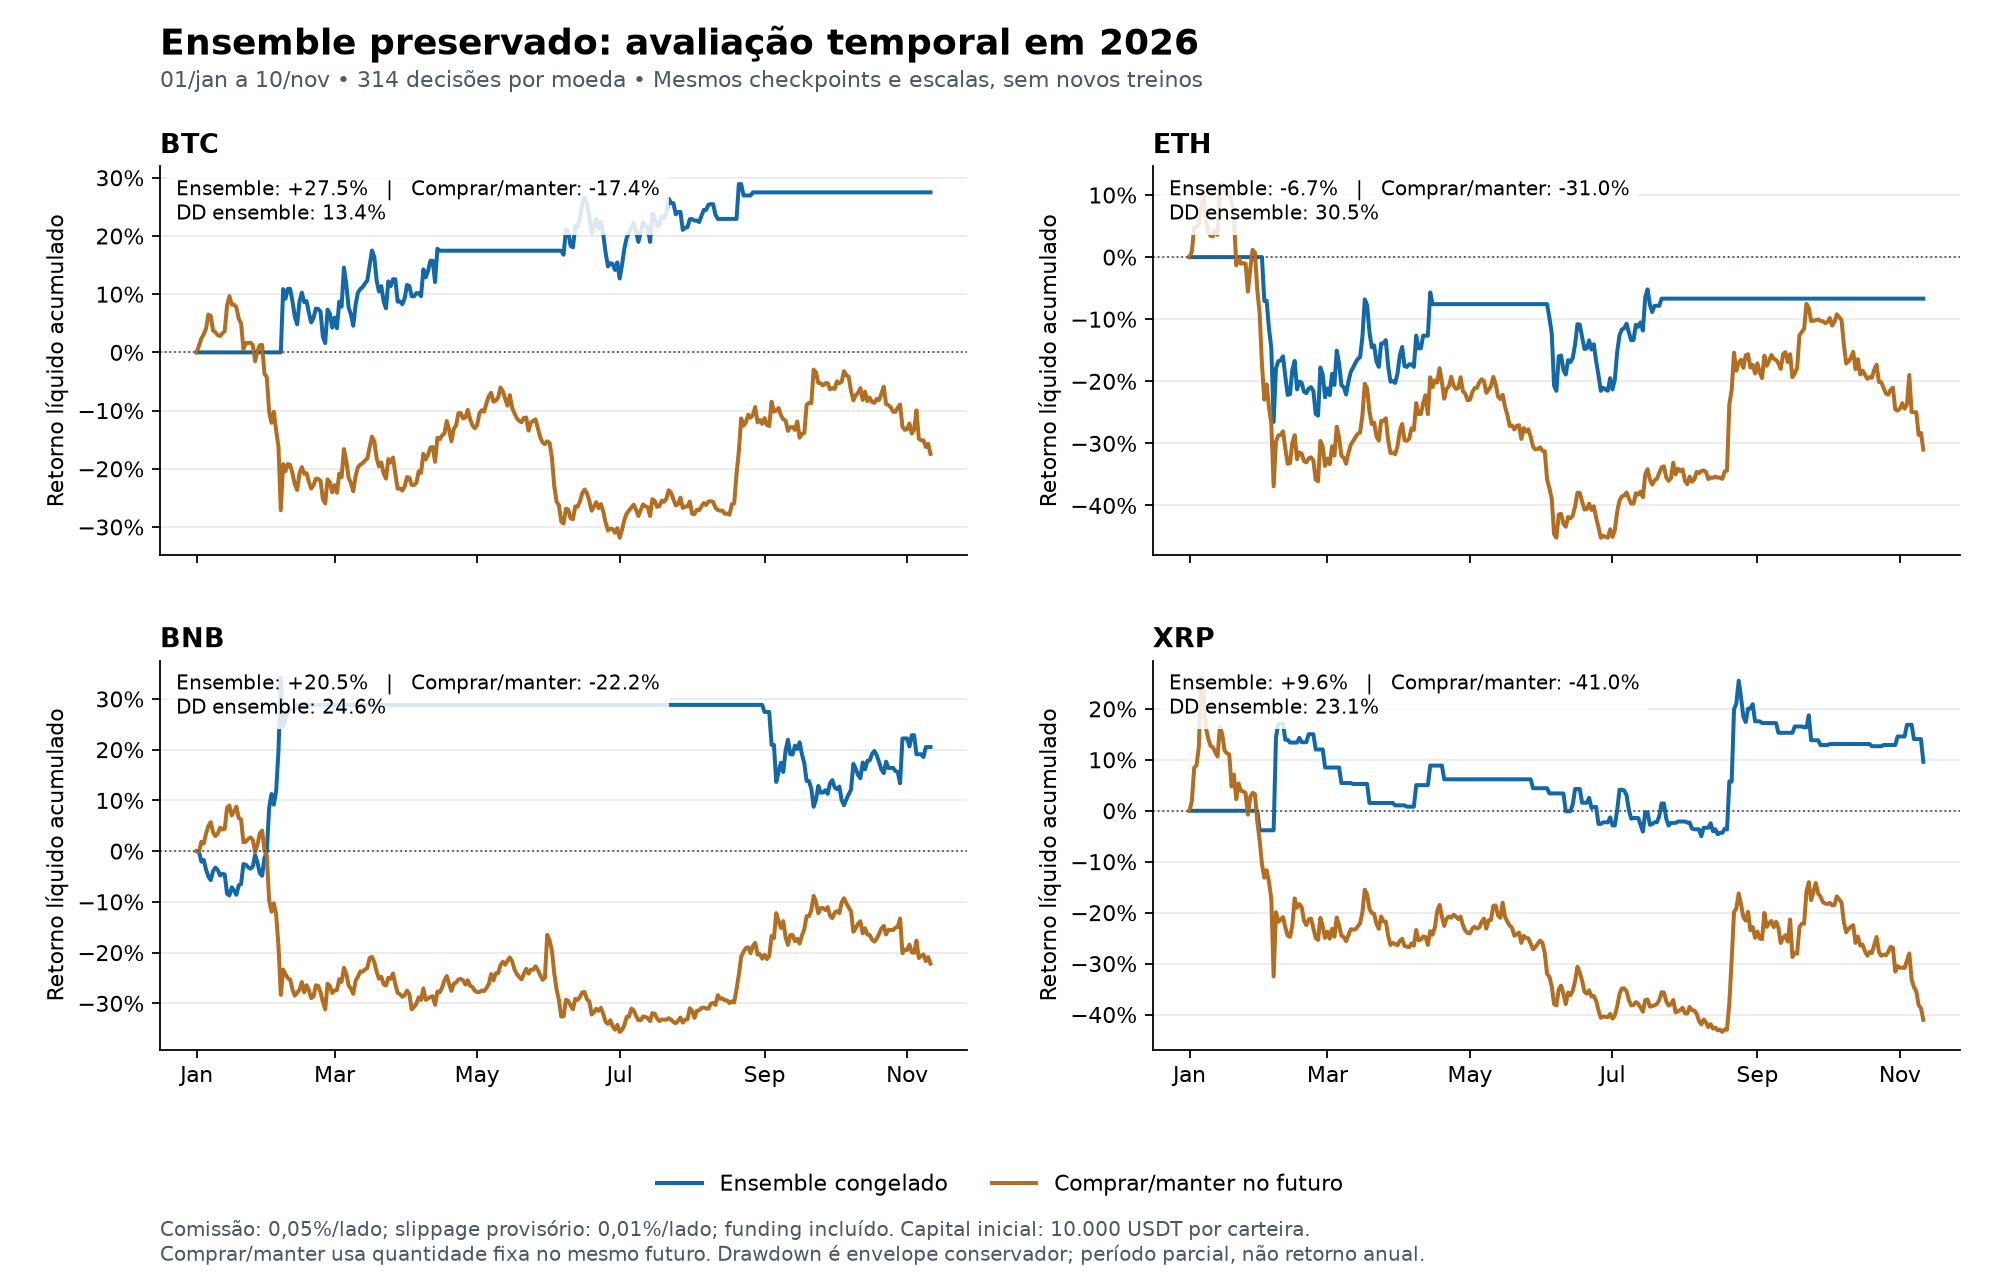 Ensemble preservado: avaliação temporal em 2026
01/jan a 10/nov • 314 decisões por moeda • Mesmos checkpoints e escalas, sem novos treinos
BTC
Ensemble: +27.5%   |   Comprar/manter: -17.4%
DD ensemble: 13.4%
Retorno líquido acumulado
30%
20%
10%
0%
−10%
−20%
−30%
ETH
Ensemble: -6.7%   |   Comprar/manter: -31.0%
DD ensemble: 30.5%
Retorno líquido acumulado
10%
0%
−10%
−20%
−30%
−40%
BNB
Ensemble: +20.5%   |   Comprar/manter: -22.2%
DD ensemble: 24.6%
Retorno líquido acumulado
30%
20%
10%
0%
−10%
−20%
−30%
Jan Mar May Jul Sep Nov
XRP
Ensemble: +9.6%   |   Comprar/manter: -41.0%
DD ensemble: 23.1%
Retorno líquido acumulado
20%
10%
0%
−10%
−20%
−30%
−40%
Jan Mar May Jul Sep Nov
Ensemble congelado
Comprar/manter no futuro
Comissão: 0,05%/lado; slippage provisório: 0,01%/lado; funding incluído. Capital inicial: 10.000 USDT por carteira.
Comprar/manter usa quantidade fixa no mesmo futuro. Drawdown é envelope conservador; período parcial, não retorno anual.